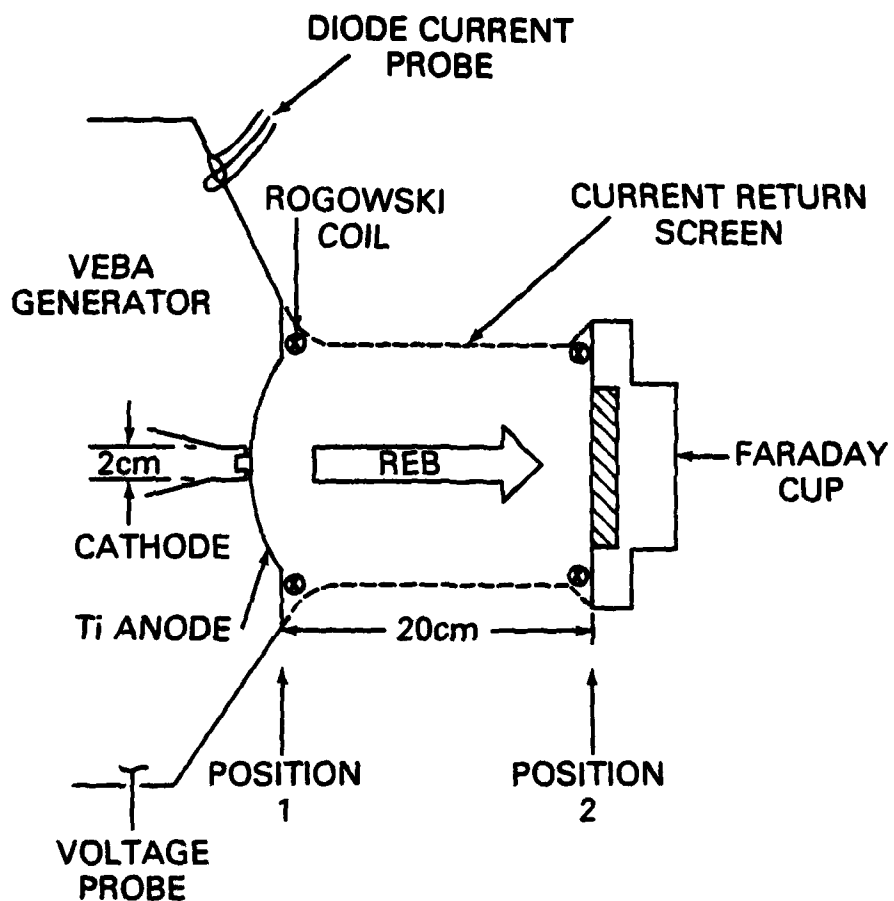 DIODE CURRENT
PROBE
ROGOWSKI
COIL
CURRENT RETURN
SCREEN
VEBA
GENERATOR
2cm
REB
FARADAY
CUP
CATHODE
Ti ANODE
20cm
POSITION
1
POSITION
2
VOLTAGE
PROBE